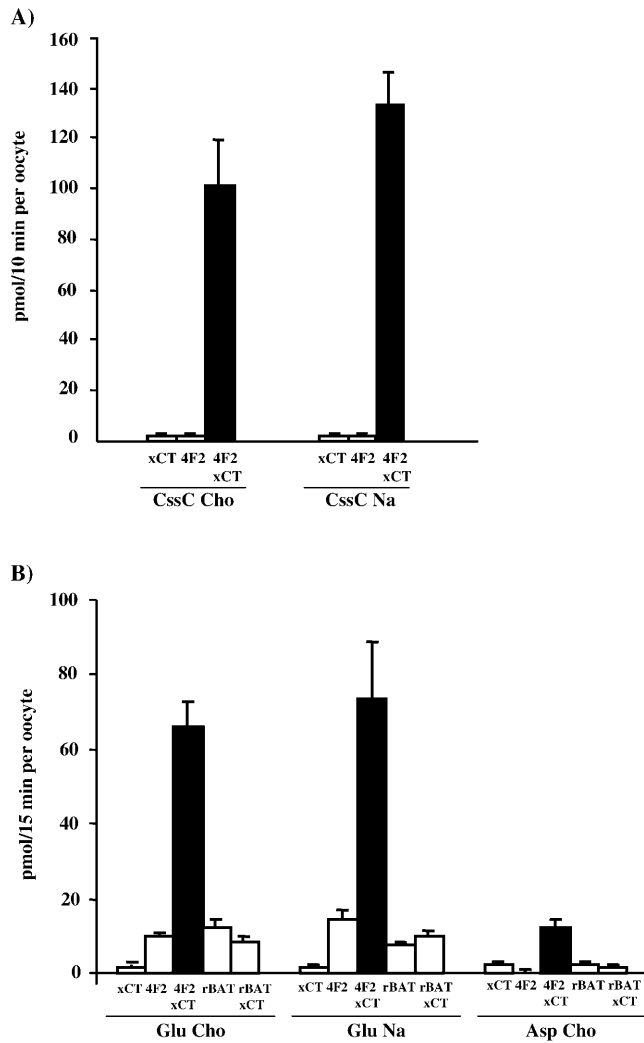 A)
pmol/10 min per oocyte
160
140
120
100
80
60
40
20
0
xCT 4F2 4F2 xCT 4F2 4F2
xCT xCT
CssC Cho CssC Na
B)
pmol/15 min per oocyte
100
80
60
40
20
0
xCT 4F2 4F2 rBAT rBAT xCT 4F2 4F2 rBAT rBAT xCT 4F2 4F2 rBAT rBAT
xCT xCT xCT xCT xCT xCT
Glu Cho Glu Na Asp Cho